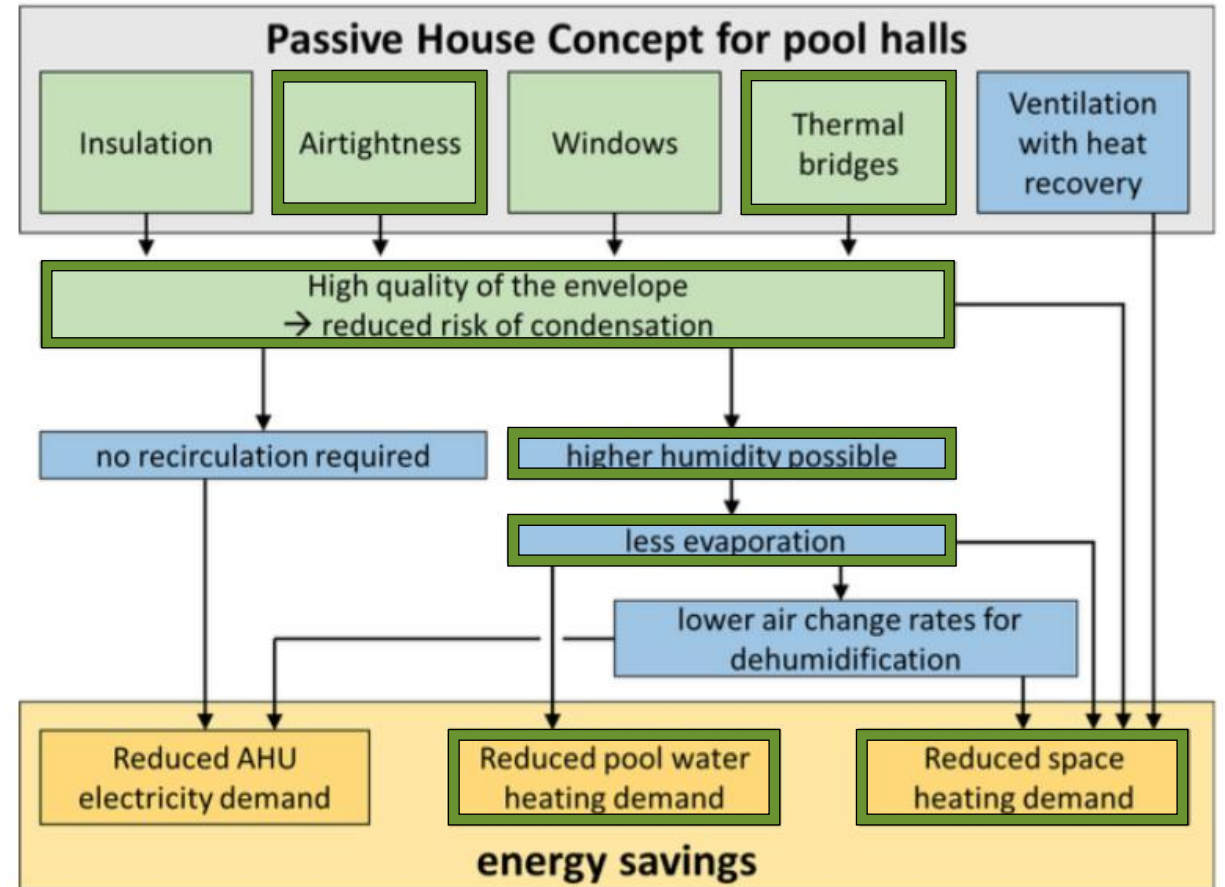 Passive House Concept for pool halls
Insulation
Airtightness
Windows
Thermal
bridges
Ventilation
with heat
recovery
High quality of the envelope
→ reduced risk of condensation
no recirculation required
higher humidity possible
less evaporation
lower air change rates for
dehumidification
Reduced AHU
electricity demand
Reduced pool water
heating demand
Reduced space
heating demand
energy savings